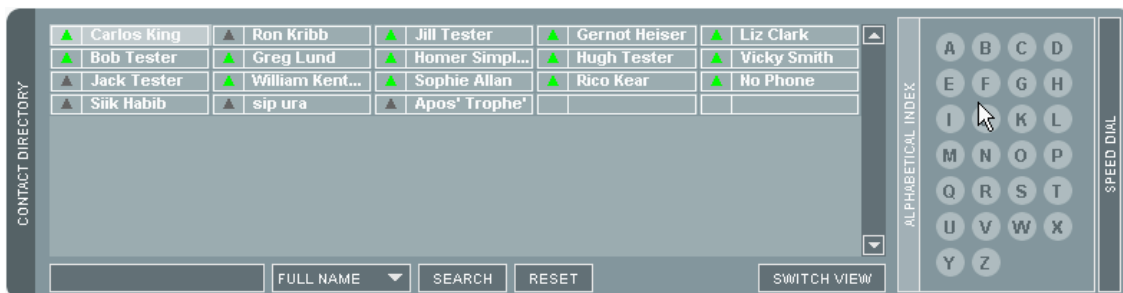 CONTACT DIRECTORY
Carlos King Ron Kribb Jill Tester Gernot Heiser Liz Clark
Bob Tester Greg Lund Homer Simpl... Hugh Tester Vicky Smith
Jack Tester William Kent... Sophie Allan Rico Kear No Phone
Siik Habib sip ura Apos' Trophe'
FULL NAME SEARCH RESET SWITCH VIEW
ALPHABETICAL INDEX
A B C D
E F G H
I K L
M N O P
Q R S T
U V W X
Y Z
SPEED DIAL